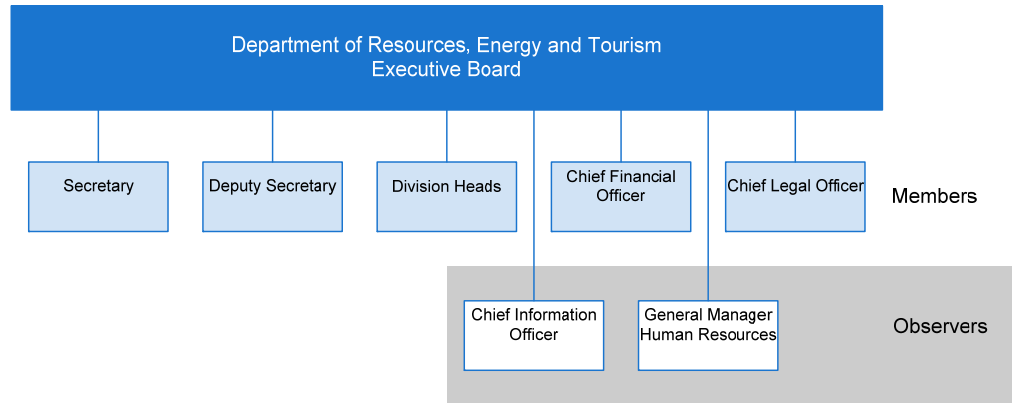 Department of Resources, Energy and Tourism
Executive Board
Secretary
Deputy Secretary
Division Heads
Chief Financial
Officer
Chief Legal Officer
Members
Chief Information
Officer
General Manager
Human Resources
Observers